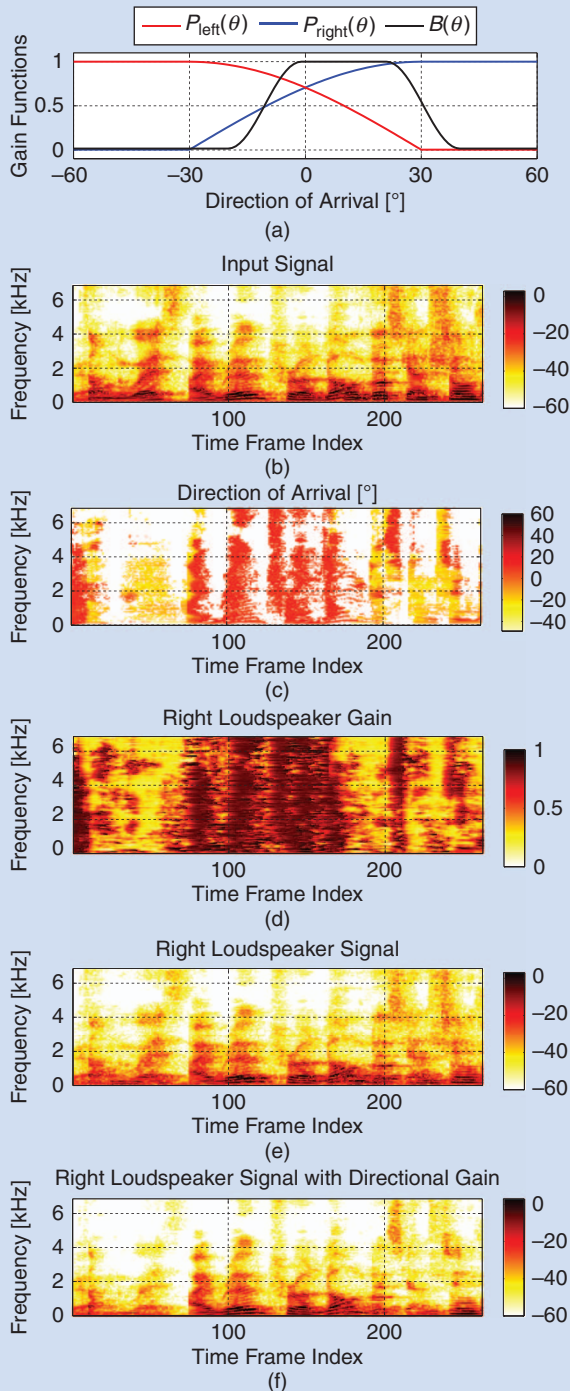 P_left(θ) P_right(θ) B(θ)
Gain Functions
1
0.5
0
−60 −30 0 30 60
Direction of Arrival [°]
(a)
Input Signal
Frequency [kHz]
6
4
2
0
100 200
0
−20
−40
−60
Time Frame Index
(b)
Direction of Arrival [°]
Frequency [kHz]
6
4
2
0
100 200
60
40
20
0
−20
−40
Time Frame Index
(c)
Right Loudspeaker Gain
Frequency [kHz]
6
4
2
0
100 200
1
0.5
0
Time Frame Index
(d)
Right Loudspeaker Signal
Frequency [kHz]
6
4
2
0
100 200
0
−20
−40
−60
Time Frame Index
(e)
Right Loudspeaker Signal with Directional Gain
Frequency [kHz]
6
4
2
0
100 200
0
−20
−40
−60
Time Frame Index
(f)